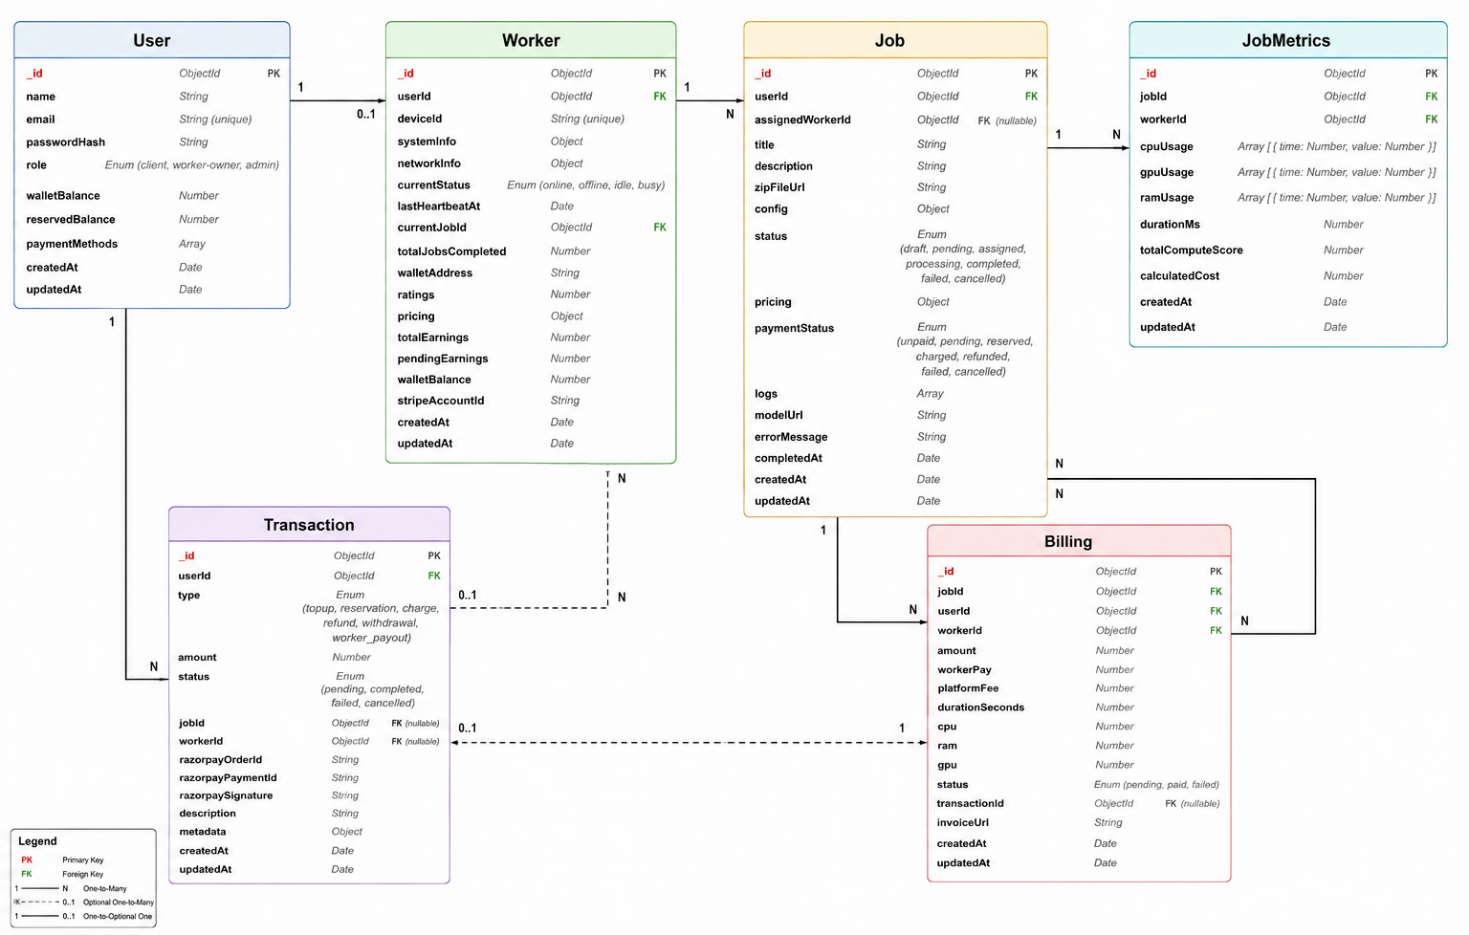 User
_id ObjectId PK
name String
email String (unique)
passwordHash String
role Enum (client, worker-owner, admin)
walletBalance Number
reservedBalance Number
paymentMethods Array
createdAt Date
updatedAt Date
1
0..1
1
N
Worker
_id ObjectId PK
userId ObjectId FK
deviceId String (unique)
systemInfo Object
networkInfo Object
currentStatus Enum (online, offline, idle, busy)
lastHeartbeatAt Date
currentJobId ObjectId FK
totalJobsCompleted Number
walletAddress String
ratings Number
pricing Object
totalEarnings Number
pendingEarnings Number
walletBalance Number
stripeAccountId String
createdAt Date
updatedAt Date
1
N
N
N
Job
_id ObjectId PK
userId ObjectId FK
assignedWorkerId ObjectId FK (nullable)
title String
description String
zipFileUrl String
config Object
status Enum
(draft, pending, assigned,
processing, completed,
failed, cancelled)
pricing Object
paymentStatus Enum
(unpaid, pending, reserved,
charged, refunded,
failed, cancelled)
logs Array
modelUrl String
errorMessage String
completedAt Date
createdAt Date
updatedAt Date
1
N
N
N
1
N
N
JobMetrics
_id ObjectId PK
jobId ObjectId FK
workerId ObjectId FK
cpuUsage Array [ { time: Number, value: Number }]
gpuUsage Array [ { time: Number, value: Number }]
ramUsage Array [ { time: Number, value: Number }]
durationMs Number
totalComputeScore Number
calculatedCost Number
createdAt Date
updatedAt Date
Transaction
_id ObjectId PK
userId ObjectId FK
type Enum
(topup, reservation, charge,
refund, withdrawal,
worker_payout)
amount Number
status Enum
(pending, completed,
failed, cancelled)
jobId ObjectId FK (nullable)
workerId ObjectId FK (nullable)
razorpayOrderId String
razorpayPaymentId String
razorpaySignature String
description String
metadata Object
createdAt Date
updatedAt Date
0..1
0..1
1
Billing
_id ObjectId PK
jobId ObjectId FK
userId ObjectId FK
workerId ObjectId FK
amount Number
workerPay Number
platformFee Number
durationSeconds Number
cpu Number
ram Number
gpu Number
status Enum (pending, paid, failed)
transactionId ObjectId FK (nullable)
invoiceUrl String
createdAt Date
updatedAt Date
Legend
PK Primary Key
FK Foreign Key
1 N One-to-Many
0..1 Optional One-to-Many
1 0..1 One-to-Optional One